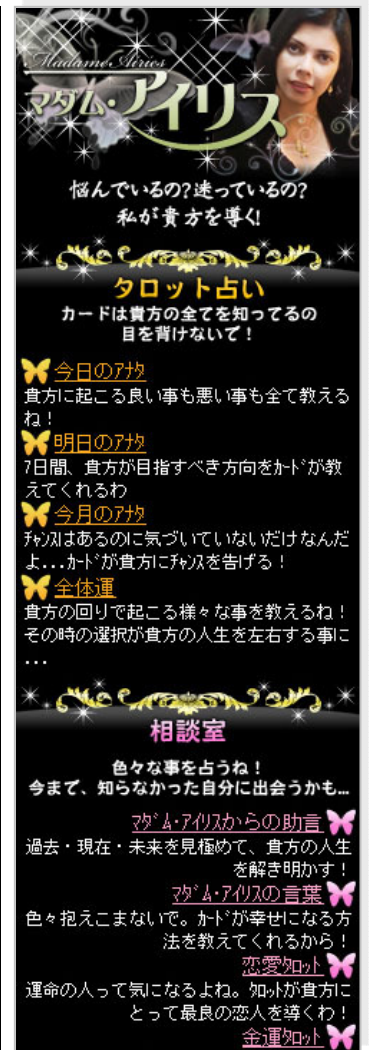 Madame Airies
マダム・アイリス
悩んでいるの?迷っているの?
私が貴方を導く!
タロット占い
カードは貴方の全てを知ってるの
目を背けないで！
今日のｱﾅﾀ
貴方に起こる良い事も悪い事も全て教える
ね！
明日のｱﾅﾀ
7日間、貴方が目指すべき方向をｶｰﾄﾞが教
えてくれるわ
今月のｱﾅﾀ
ﾁｬﾝｽはあるのに気づいていないだけなんだ
よ...ｶｰﾄﾞが貴方にﾁｬﾝｽを告げる！
全体運
貴方の回りで起こる様々な事を教えるね！
その時の選択が貴方の人生を左右する事に
...
相談室
色々な事を占うね！
今まで、知らなかった自分に出会うかも…
ﾏﾀﾞﾑ･ｱｲﾘｽからの助言
過去・現在・未来を見極めて、貴方の人生
を解き明かす！
ﾏﾀﾞﾑ･ｱｲﾘｽの言葉
色々抱えこまないで。ｶｰﾄﾞが幸せになる方
法を教えてくれるから！
恋愛ﾀﾛｯﾄ
運命の人って気になるよね。ﾀﾛｯﾄが貴方に
とって最良の恋人を導くわ！
金運ﾀﾛｯﾄ